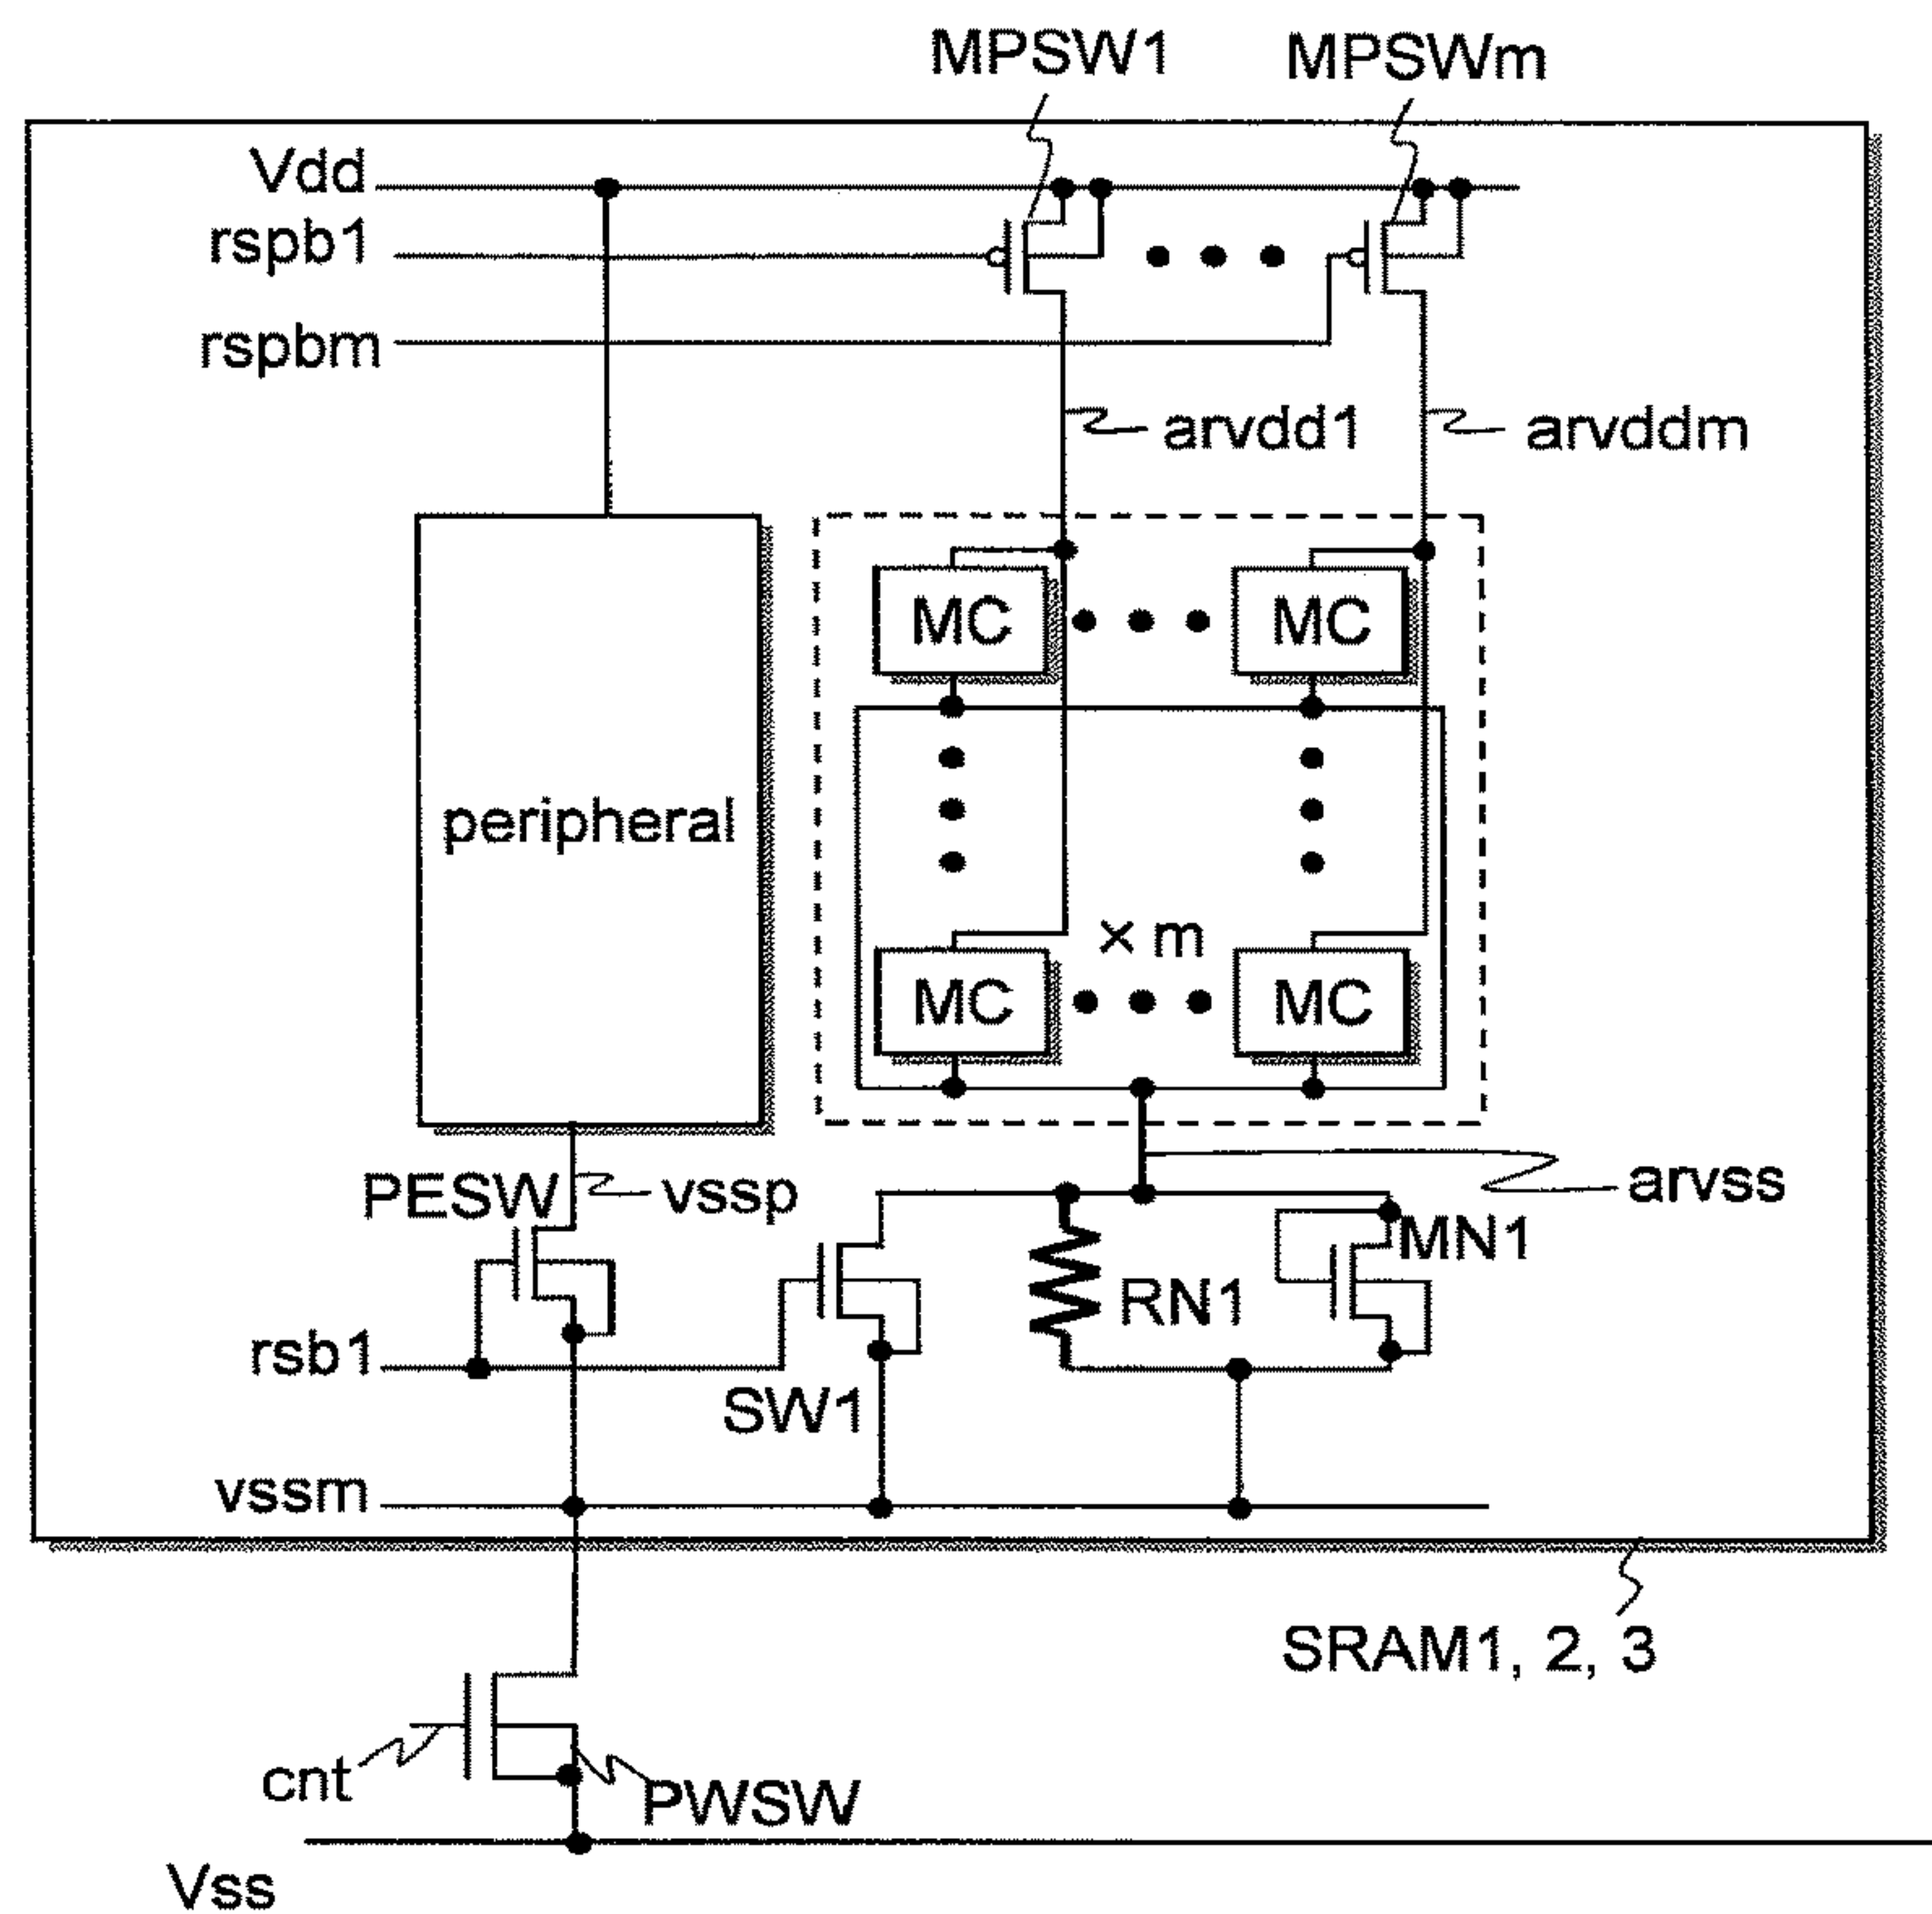 MPSW1 MPSWm
Vdd
rspb1
rspbm
arvdd1 arvddm
MC MC
peripheral
× m
MC MC
PESW vssp arvss
MN1
RN1
rsb1
SW1
vssm
SRAM1, 2, 3
cnt
PWSW
Vss